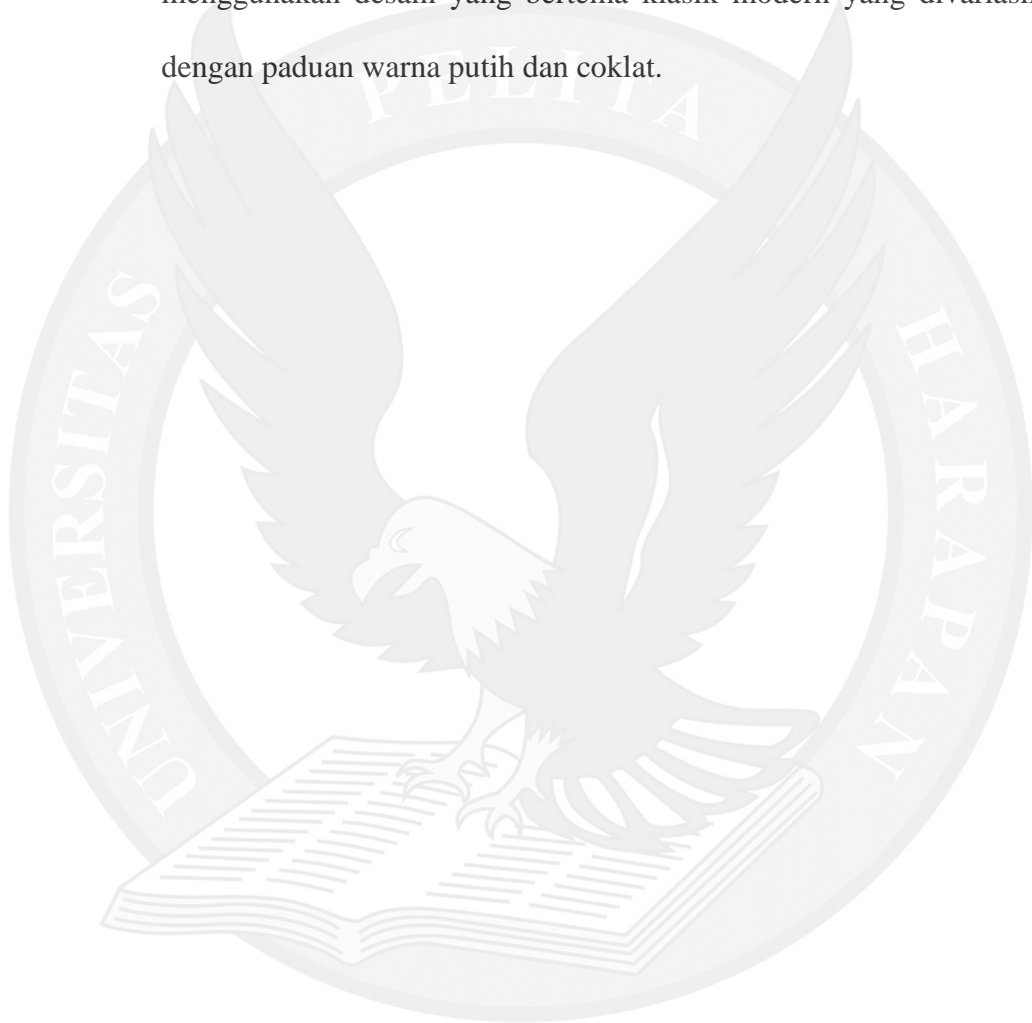 menggunakan desain yang bertema klasik modern yang divariasi
dengan paduan warna putih dan coklat.
UNIVERSITAS PELITA HARAPAN